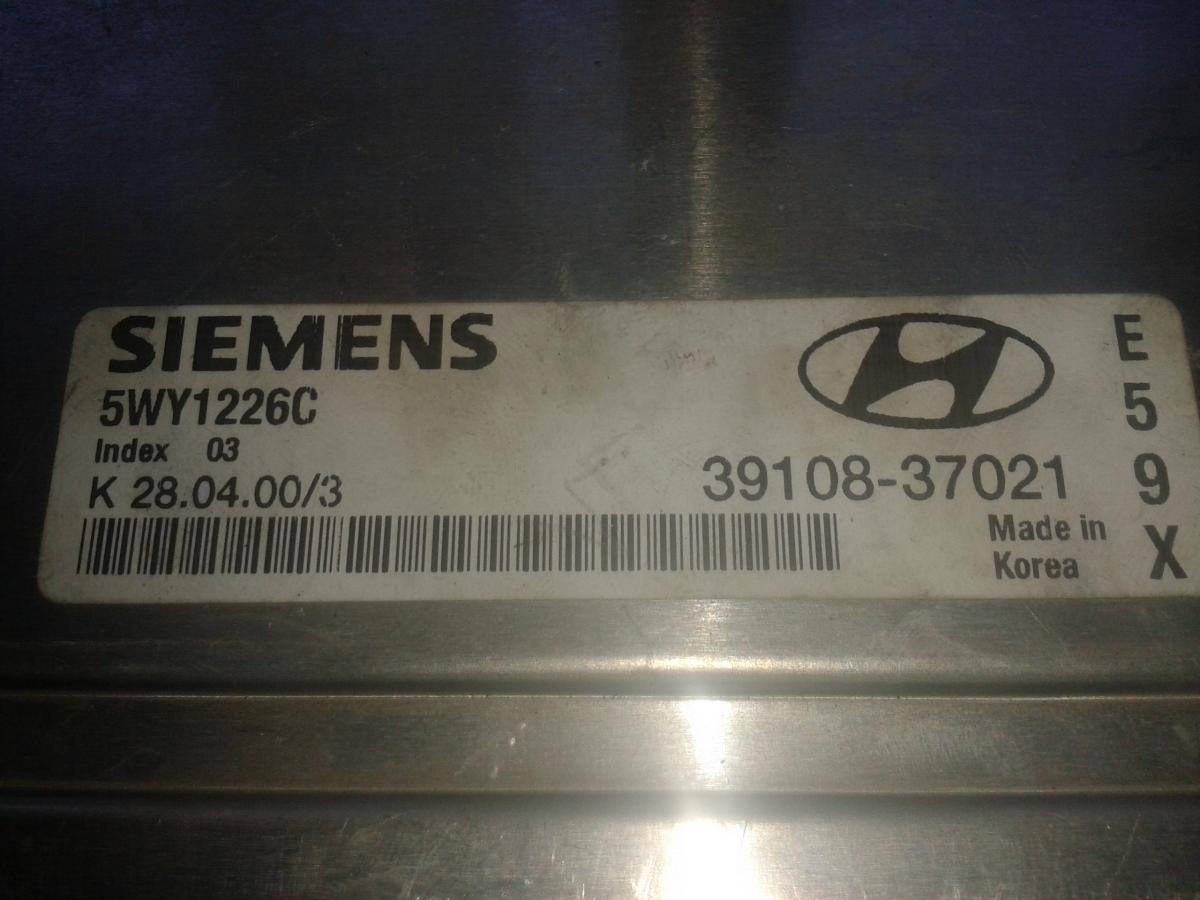 SIEMENS
5WY1226C
Index 03
K 28.04.00/3
39108-37021
Made in
Korea
E
5
9
X